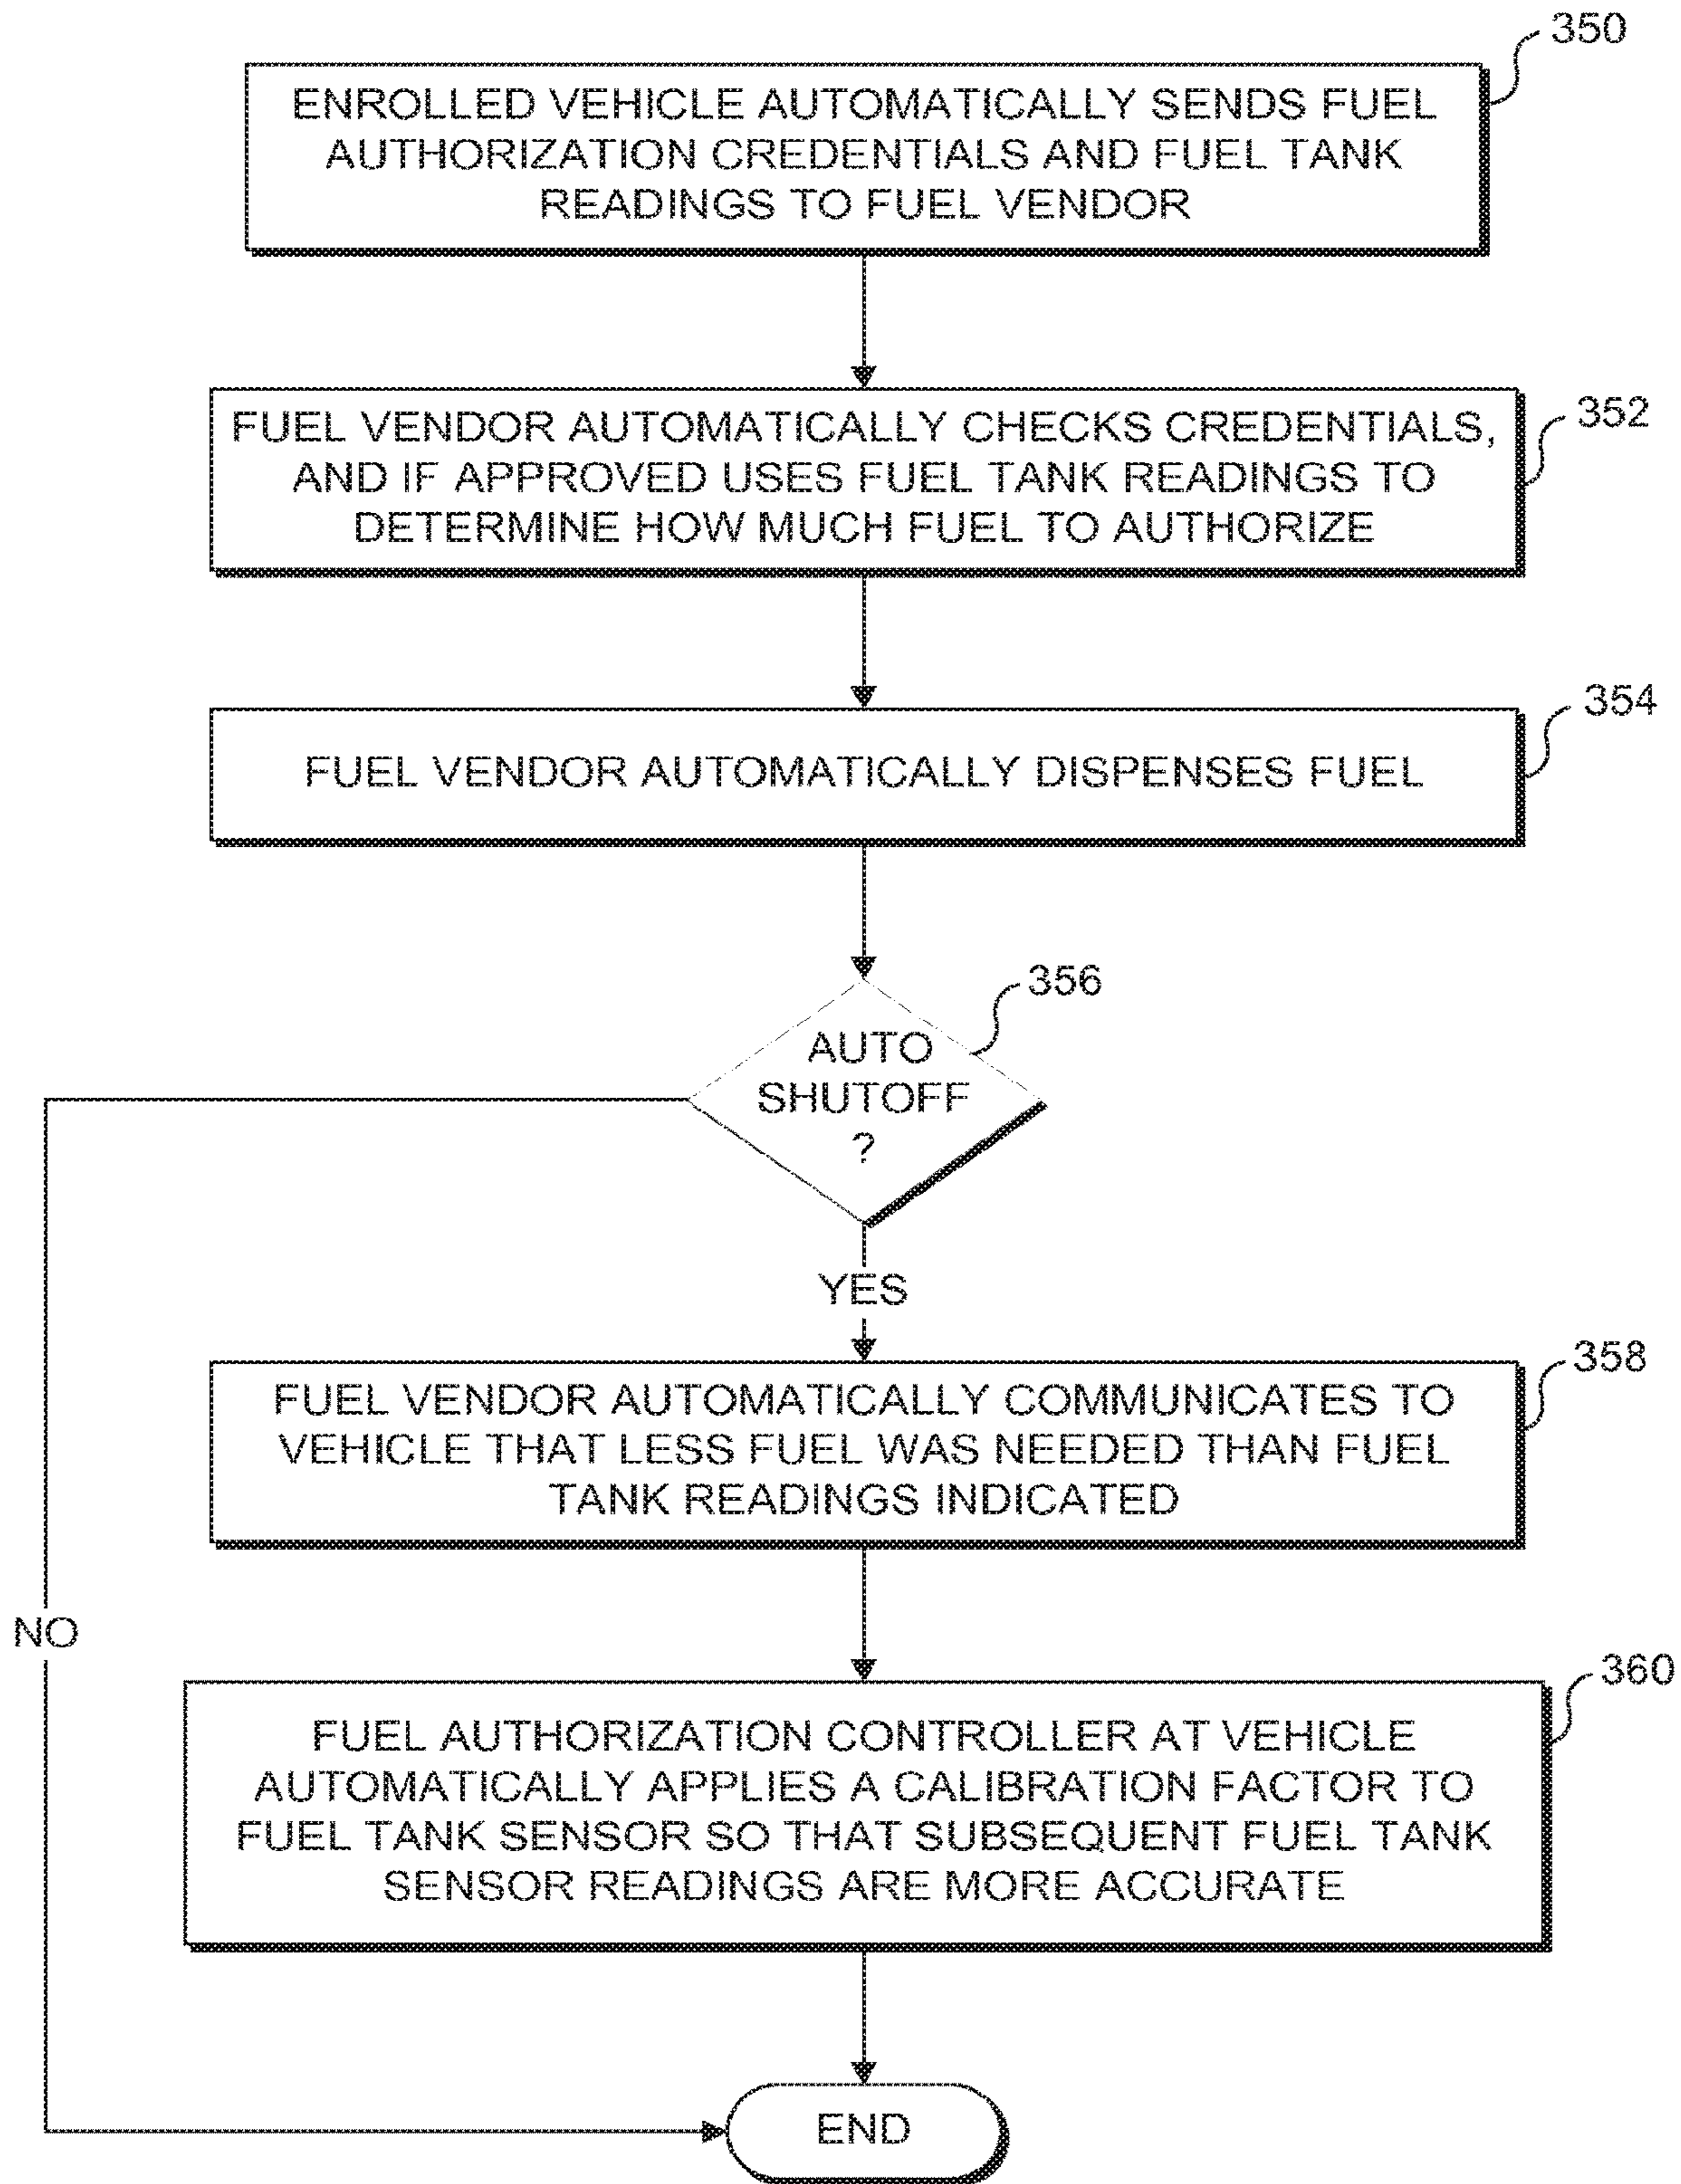 350
ENROLLED VEHICLE AUTOMATICALLY SENDS FUEL
AUTHORIZATION CREDENTIALS AND FUEL TANK
READINGS TO FUEL VENDOR
352
FUEL VENDOR AUTOMATICALLY CHECKS CREDENTIALS,
AND IF APPROVED USES FUEL TANK READINGS TO
DETERMINE HOW MUCH FUEL TO AUTHORIZE
354
FUEL VENDOR AUTOMATICALLY DISPENSES FUEL
356
AUTO
SHUTOFF
?
YES
358
FUEL VENDOR AUTOMATICALLY COMMUNICATES TO
VEHICLE THAT LESS FUEL WAS NEEDED THAN FUEL
TANK READINGS INDICATED
NO
360
FUEL AUTHORIZATION CONTROLLER AT VEHICLE
AUTOMATICALLY APPLIES A CALIBRATION FACTOR TO
FUEL TANK SENSOR SO THAT SUBSEQUENT FUEL TANK
SENSOR READINGS ARE MORE ACCURATE
END